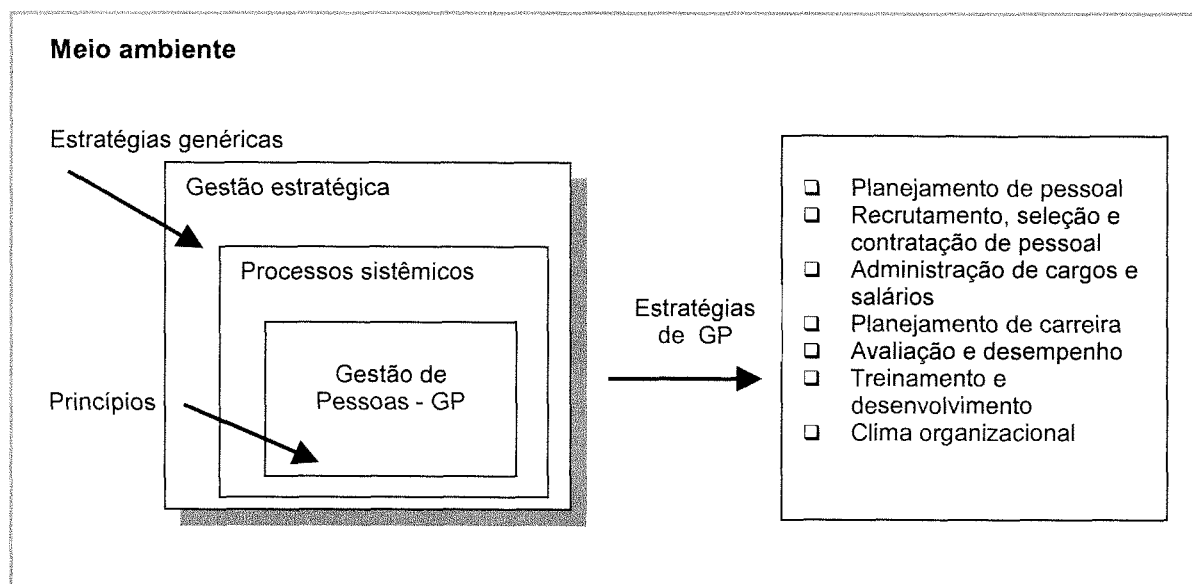 Meio ambiente
Estratégias genéricas
Gestão estratégica
Processos sistêmicos
Gestão de
Pessoas - GP
Princípios
Estratégias
de GP
❑ Planejamento de pessoal
❑ Recrutamento, seleção e
contratação de pessoal
❑ Administração de cargos e
salários
❑ Planejamento de carreira
❑ Avaliação e desempenho
❑ Treinamento e
desenvolvimento
❑ Clima organizacional